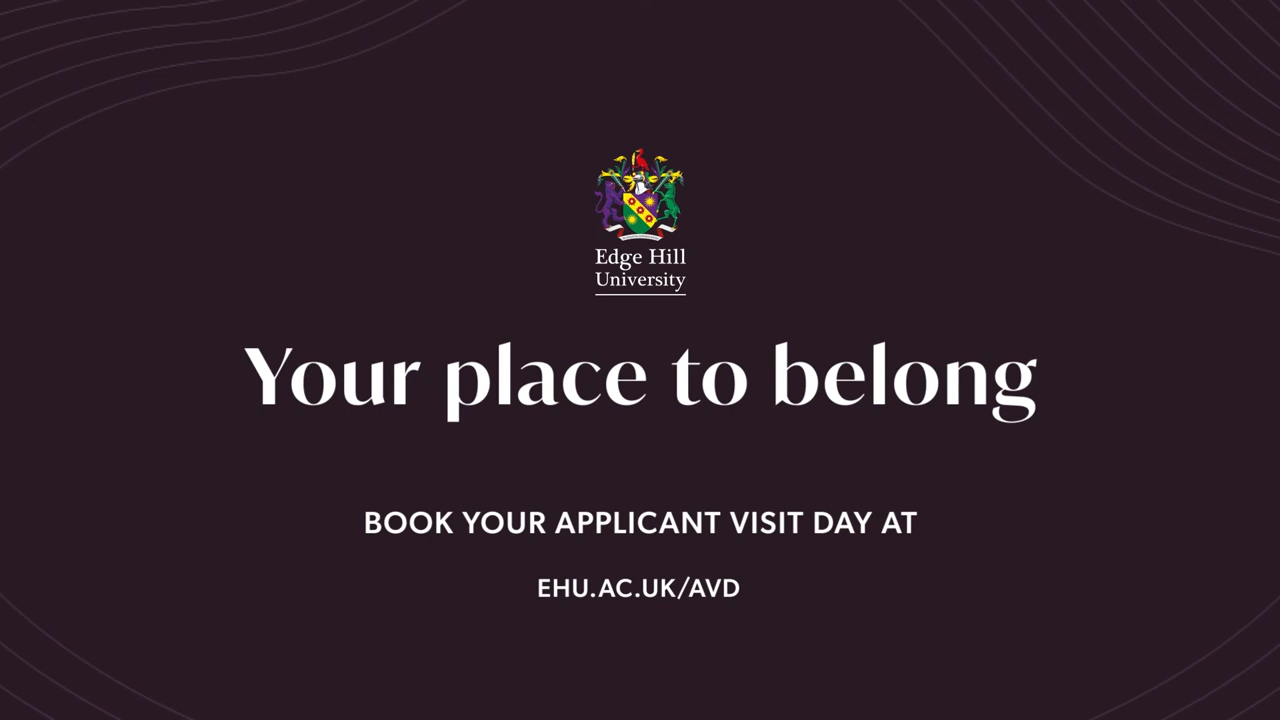 Edge Hill
University
Your place to belong
BOOK YOUR APPLICANT VISIT DAY AT
EHU.AC.UK/AVD